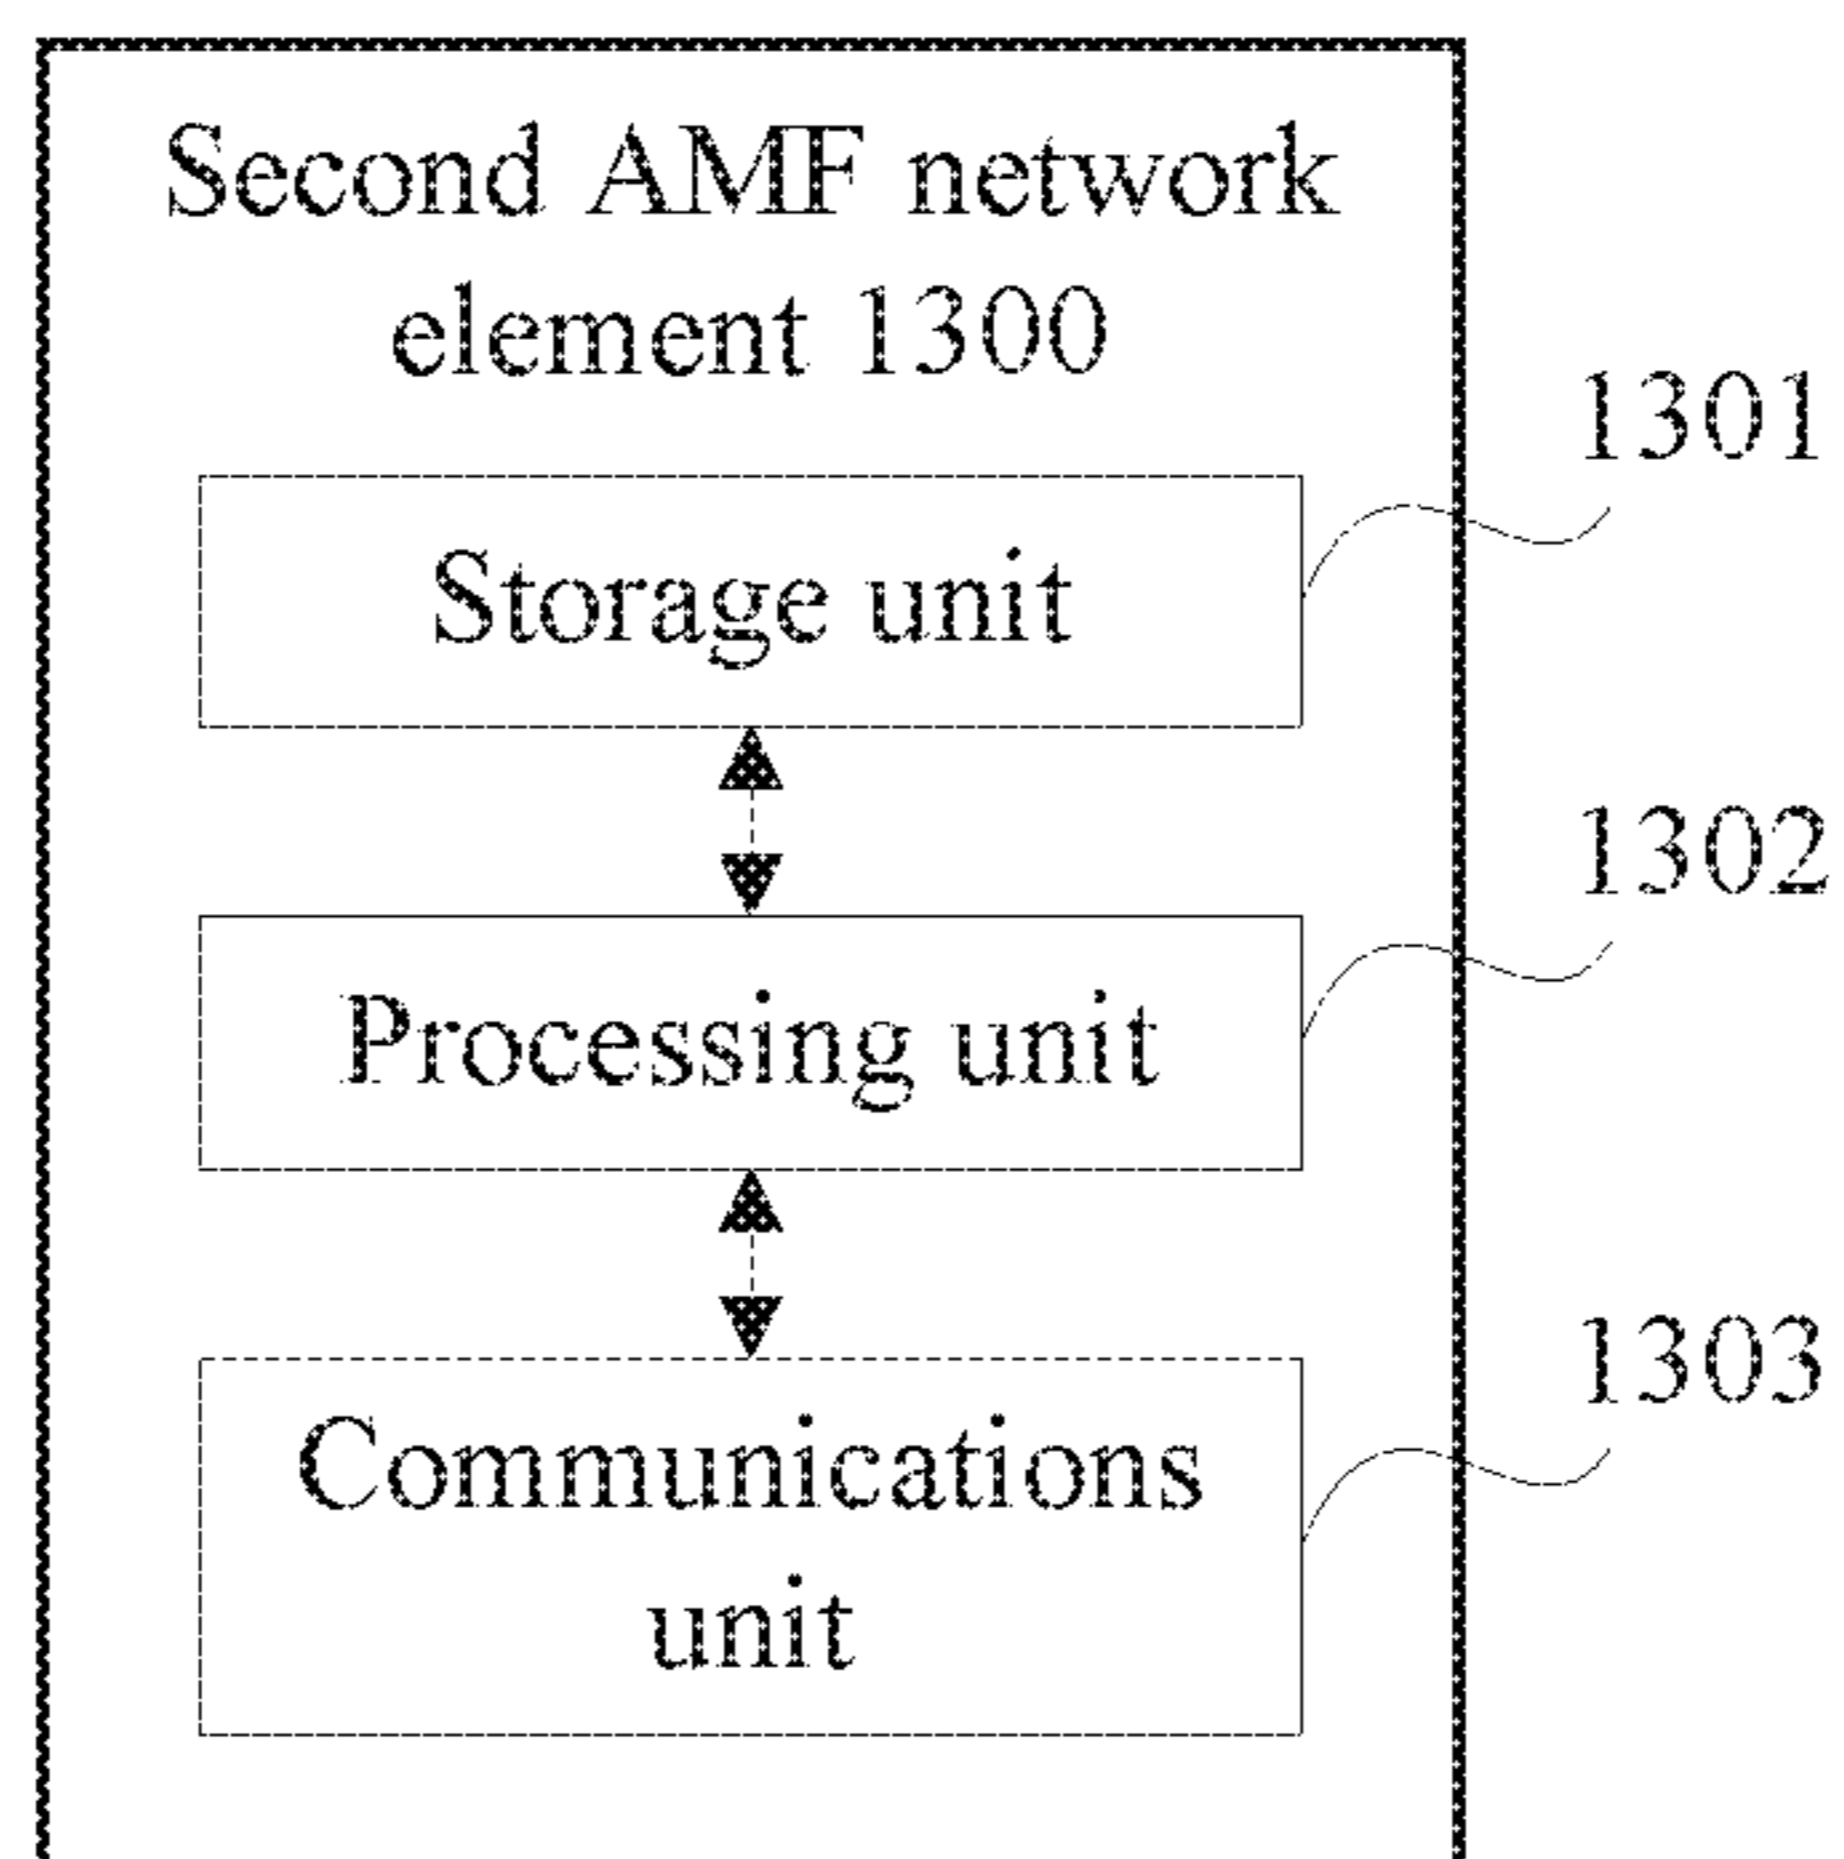 Second AMF network
element 1300
1301
Storage unit
1302
Processing unit
1303
Communications
unit